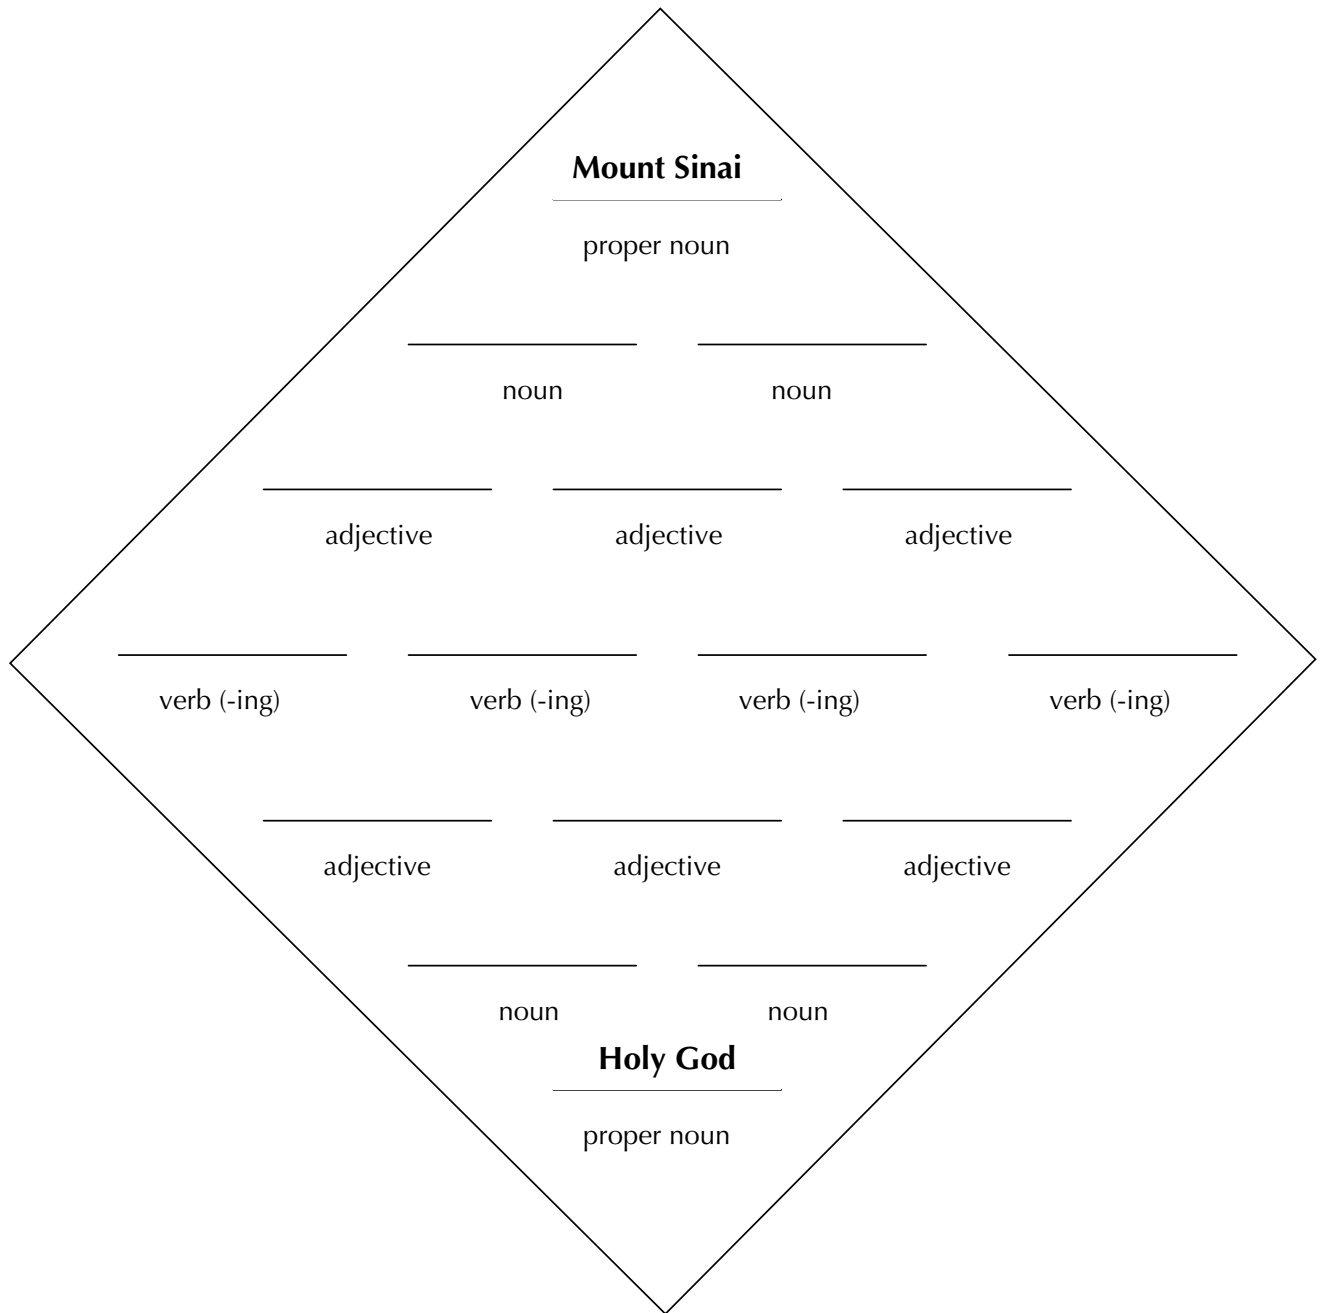 Mount Sinai
proper noun
noun noun
adjective adjective adjective
verb (-ing) verb (-ing) verb (-ing) verb (-ing)
adjective adjective adjective
noun noun
Holy God
proper noun